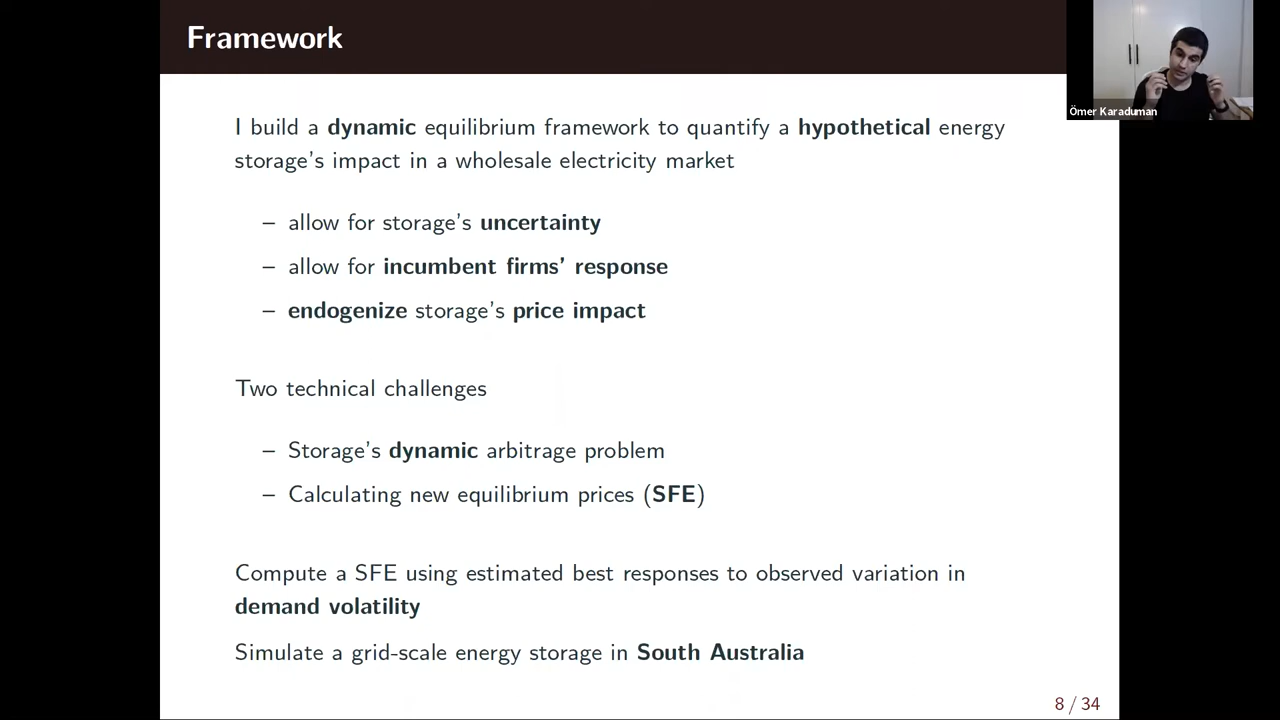 Framework
Ömer Karaduman
I build a dynamic equilibrium framework to quantify a hypothetical energy
storage's impact in a wholesale electricity market
– allow for storage's uncertainty
– allow for incumbent firms' response
– endogenize storage's price impact
Two technical challenges
– Storage's dynamic arbitrage problem
– Calculating new equilibrium prices (SFE)
Compute a SFE using estimated best responses to observed variation in
demand volatility
Simulate a grid-scale energy storage in South Australia
8 / 34